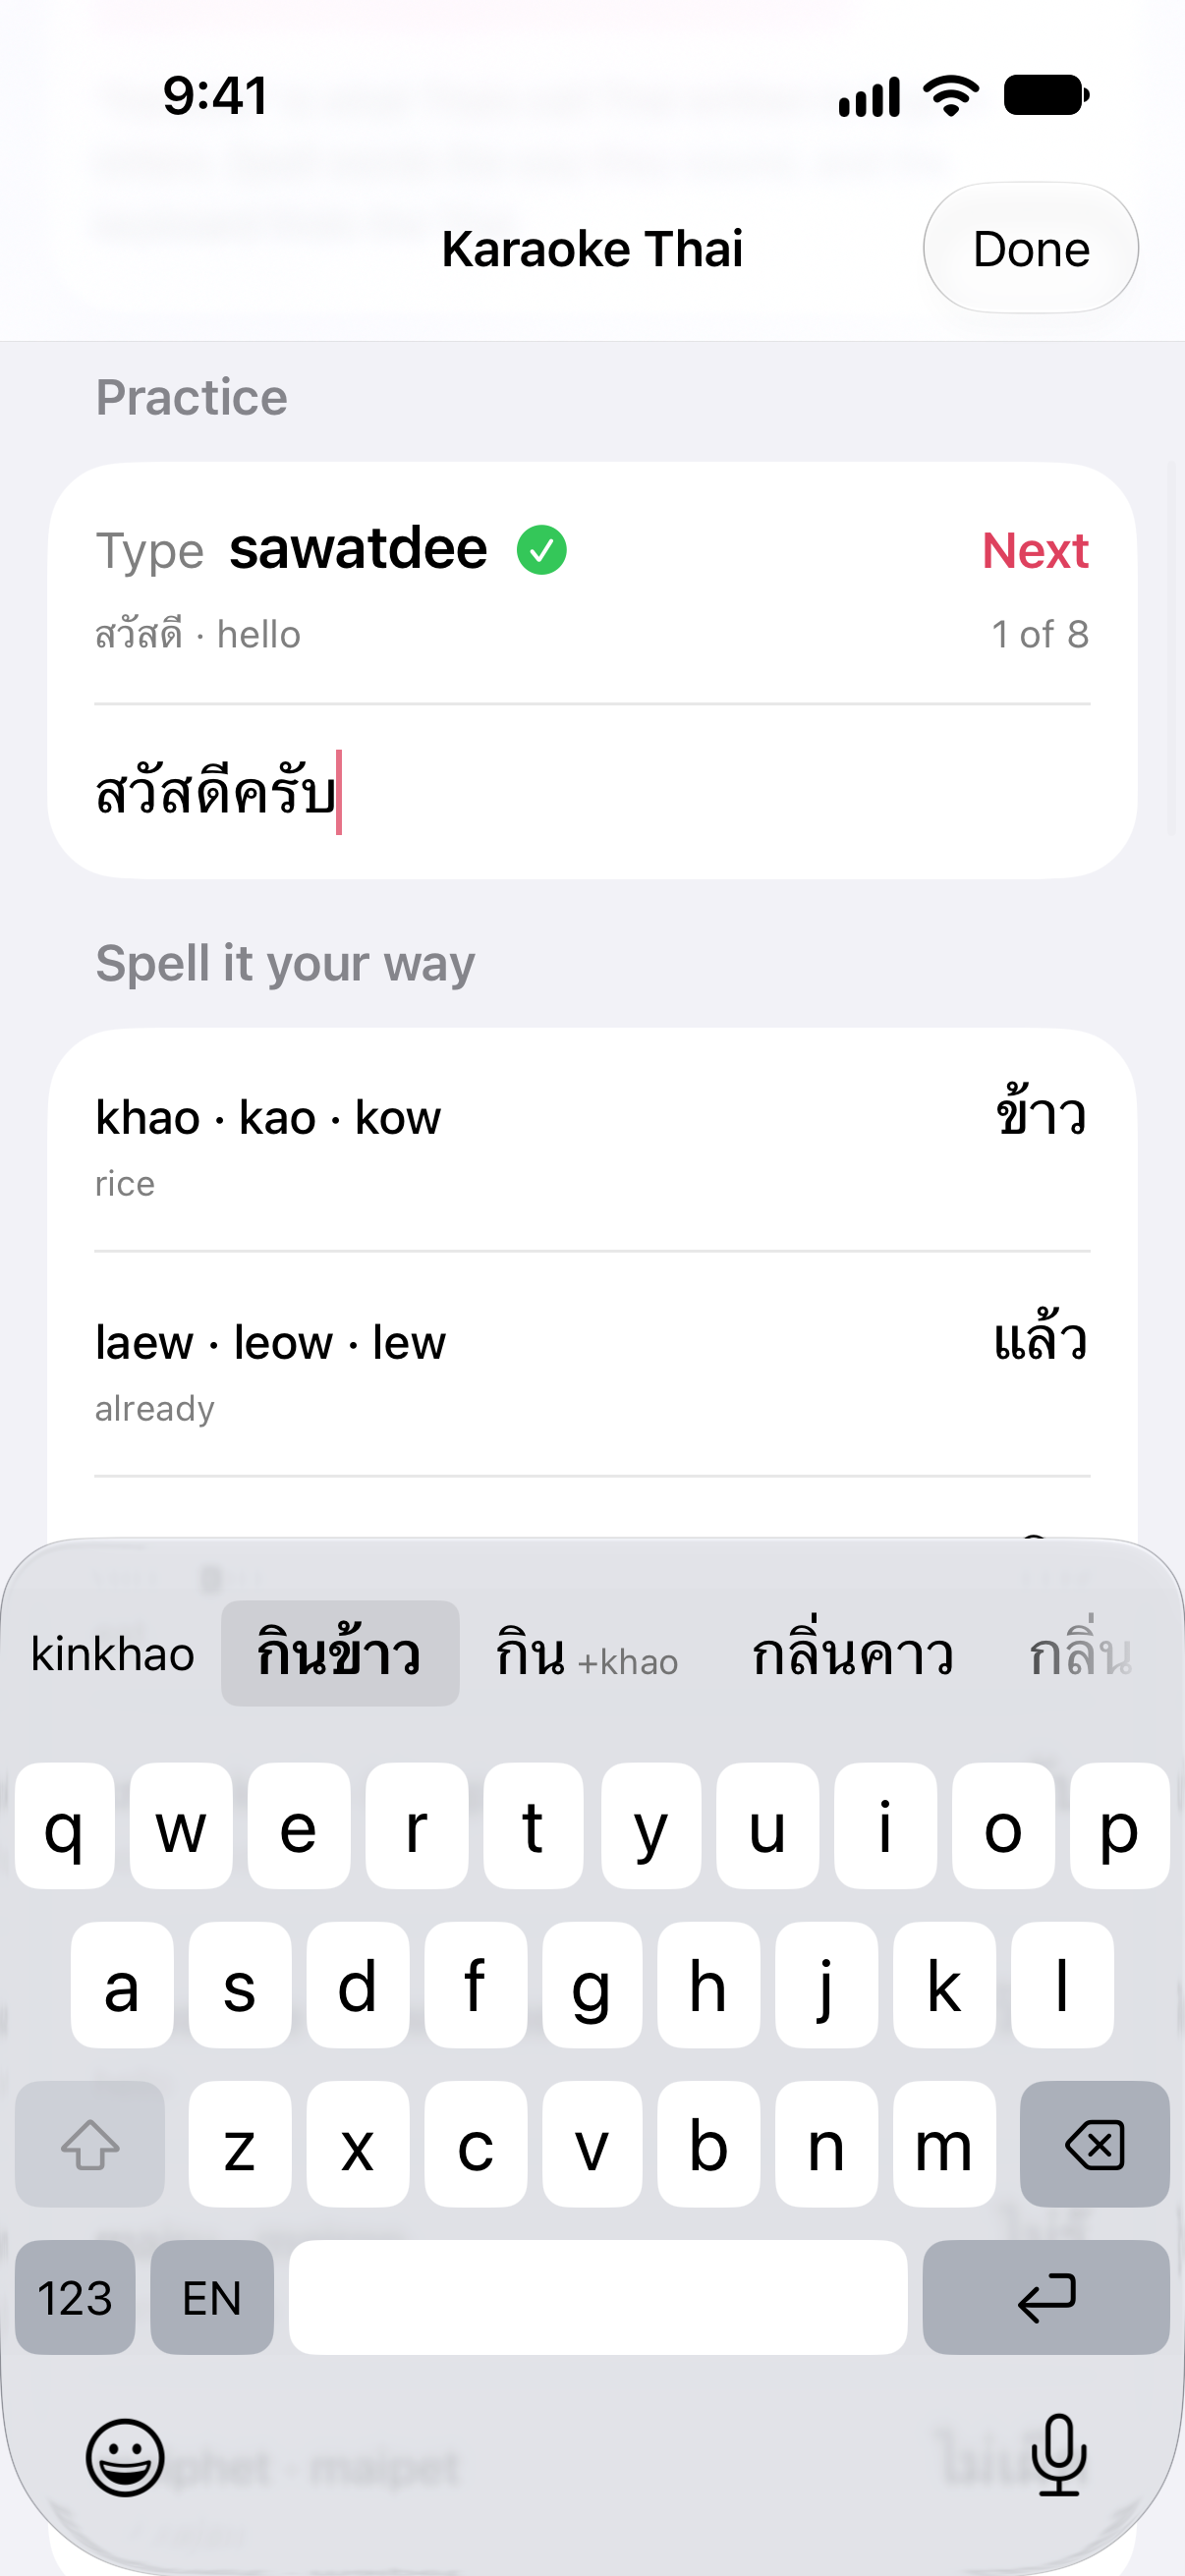 9:41
Karaoke Thai
Done
Practice
Type sawatdee
Next
สวัสดี · hello
1 of 8
สวัสดีครับ
Spell it your way
khao · kao · kow
ข้าว
rice
laew · leow · lew
แล้ว
already
kinkhao กินข้าว กิน +khao กลิ่นคาว กลิ่น
q w e r t y u i o p
a s d f g h j k l
z x c v b n m
123 EN